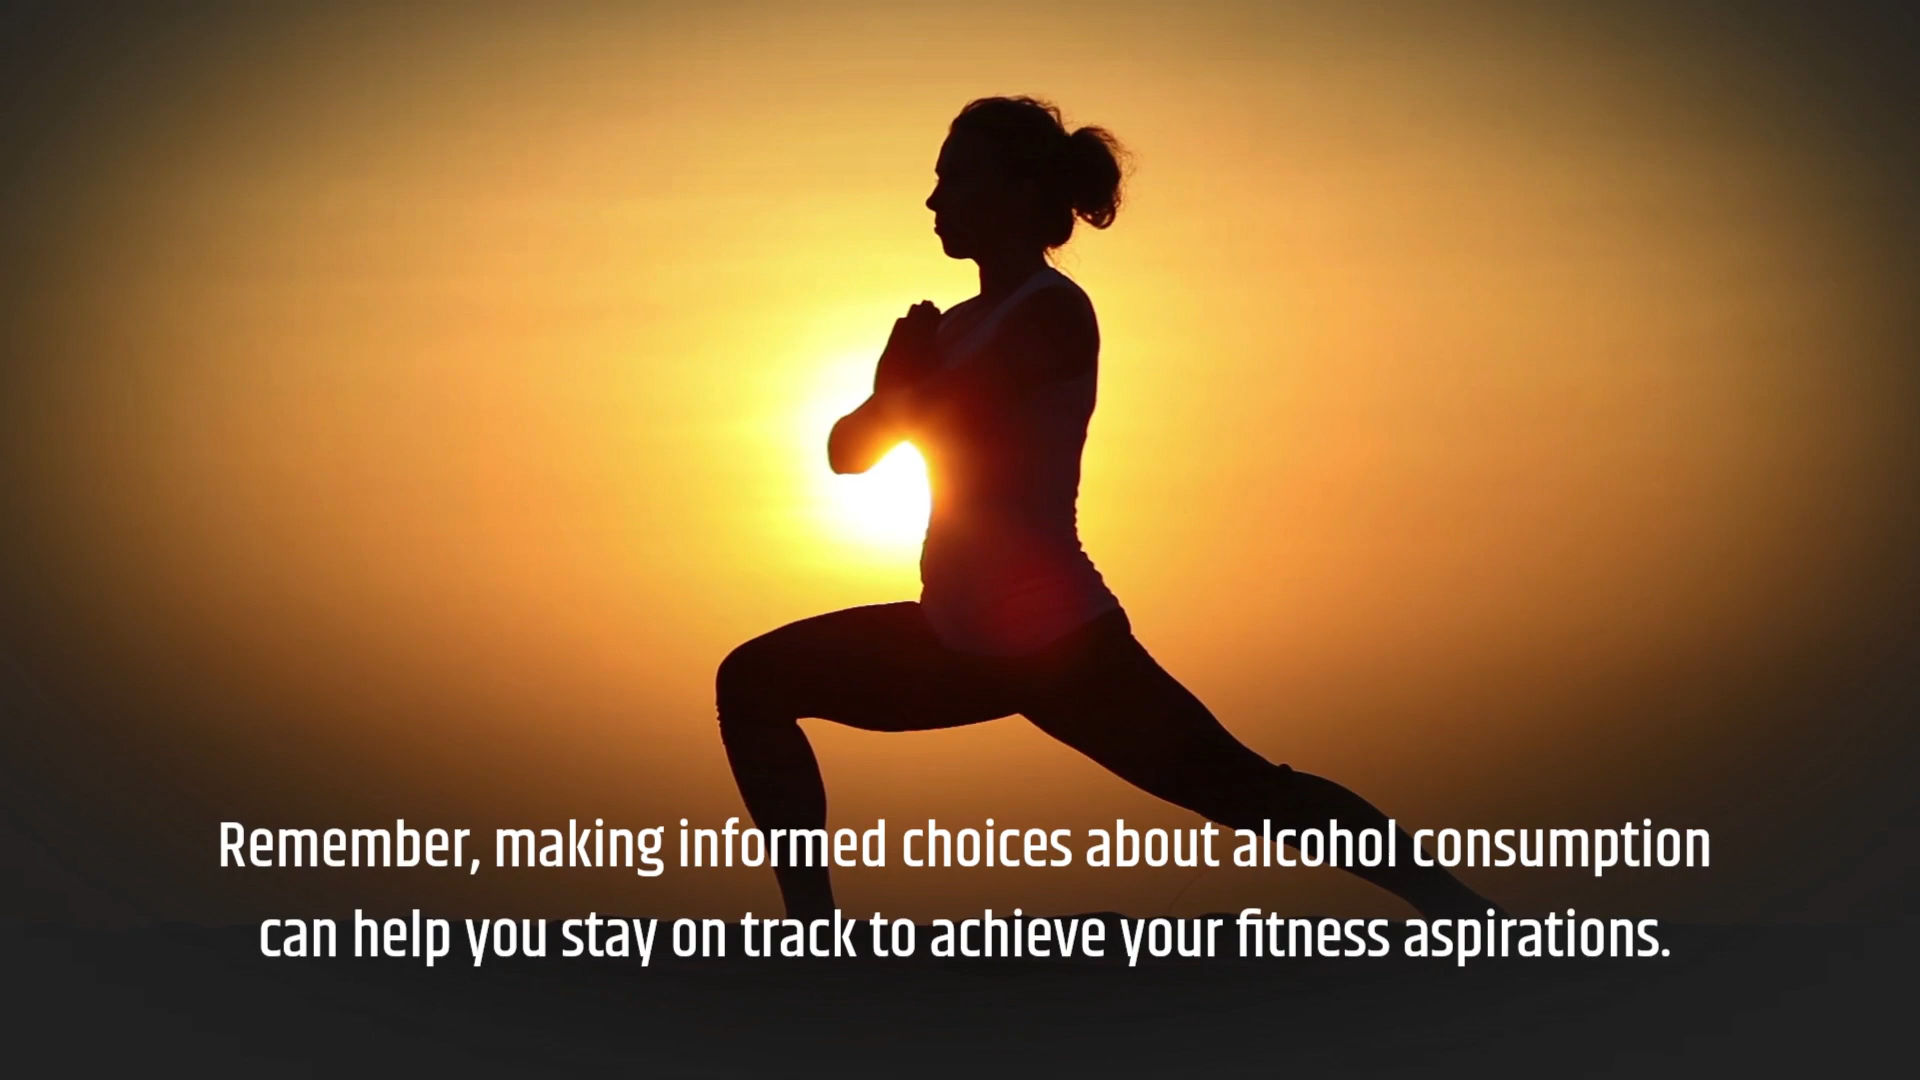 Remember, making informed choices about alcohol consumption
can help you stay on track to achieve your fitness aspirations.